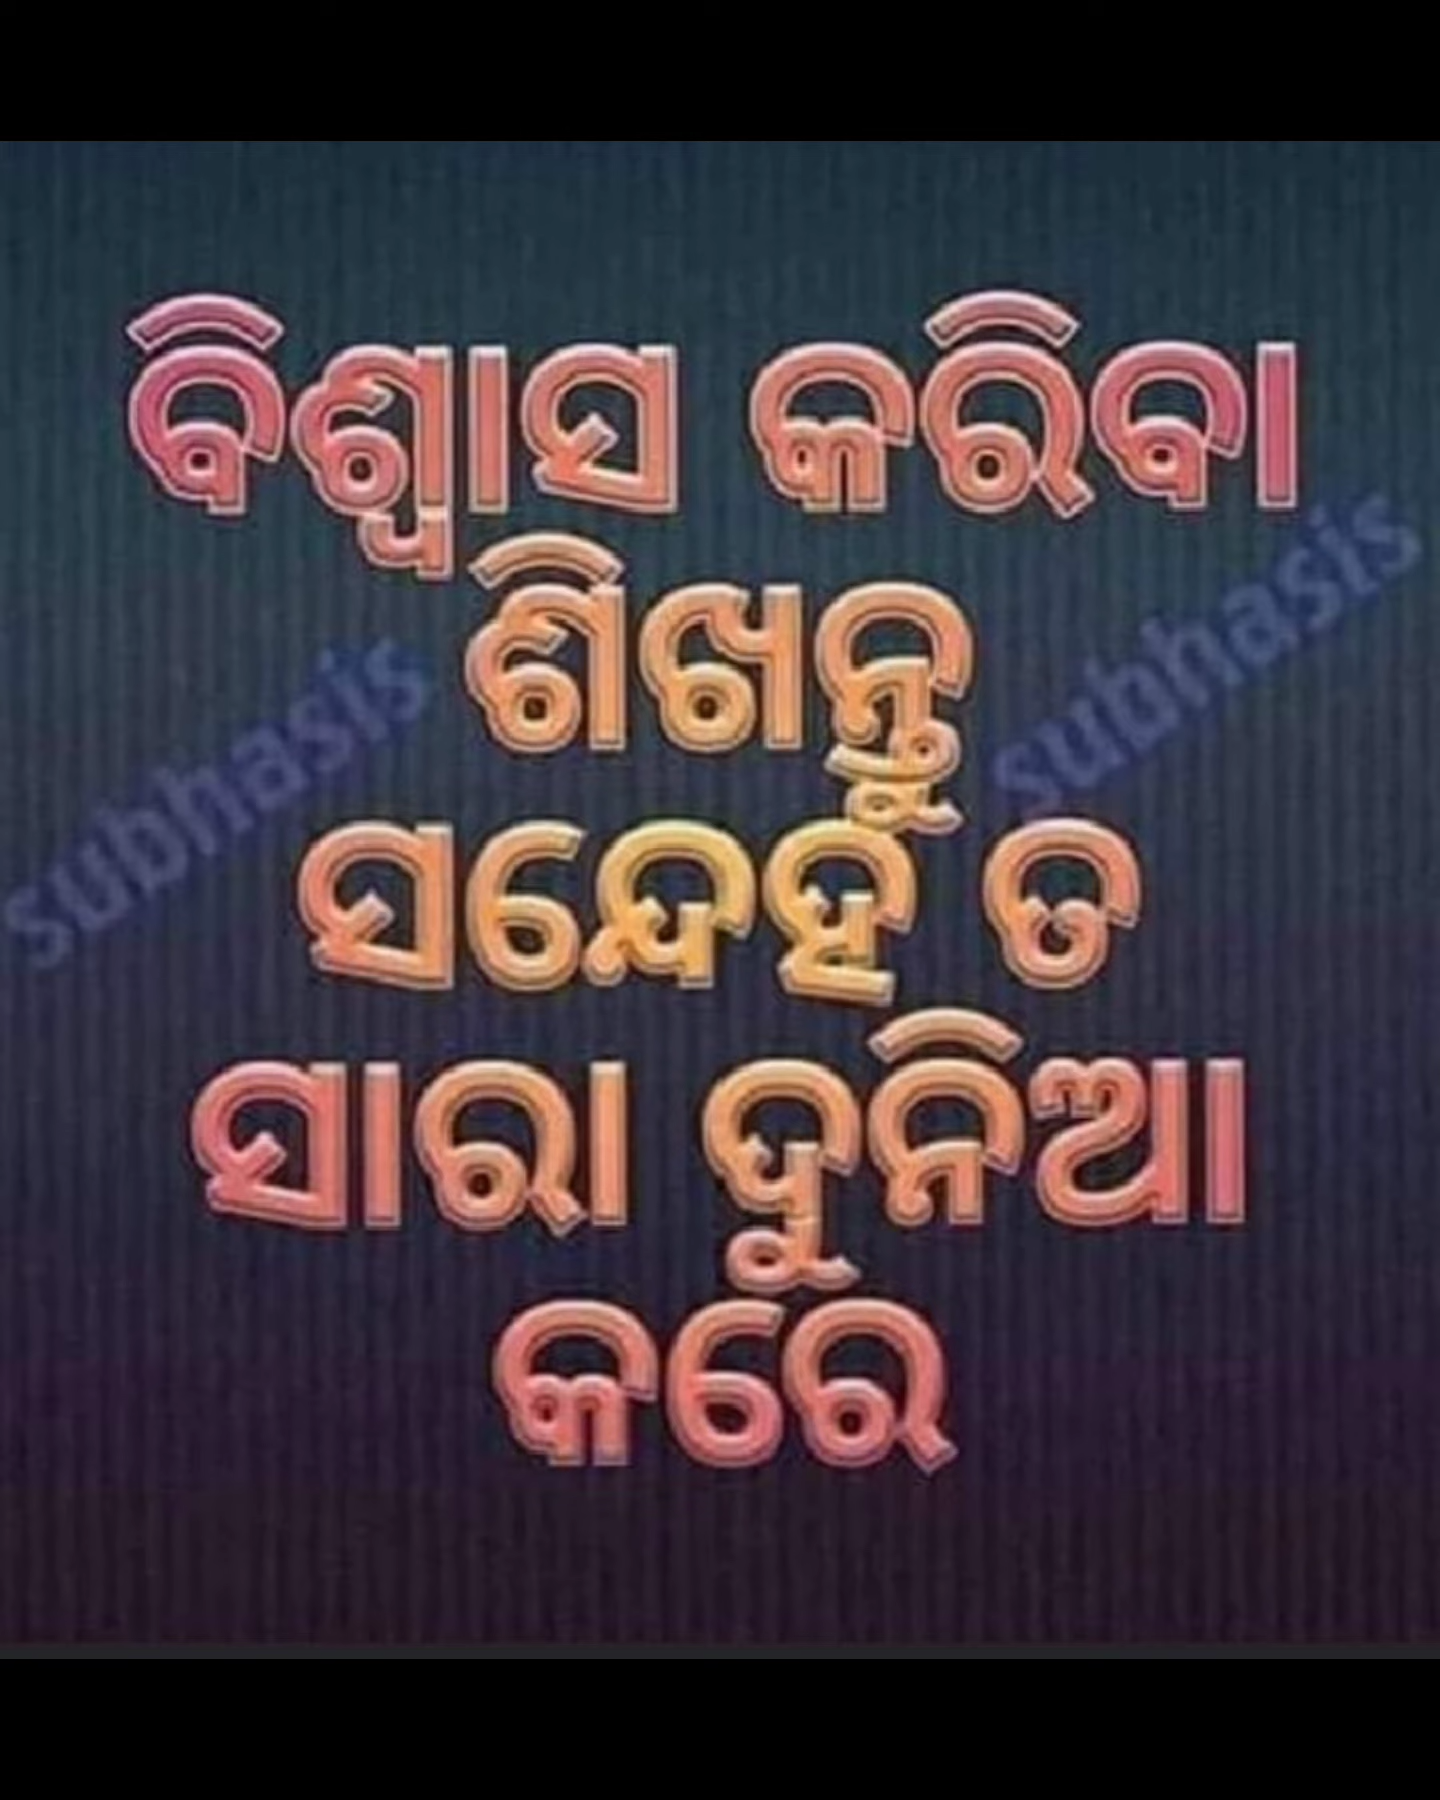 ବିଶ୍ୱାସ କରିବା
ଶିଖନ୍ତୁ
ସନ୍ଦେହ ତ
ସାରା ଦୁନିଆ
କରେ
subhasis
subhasis